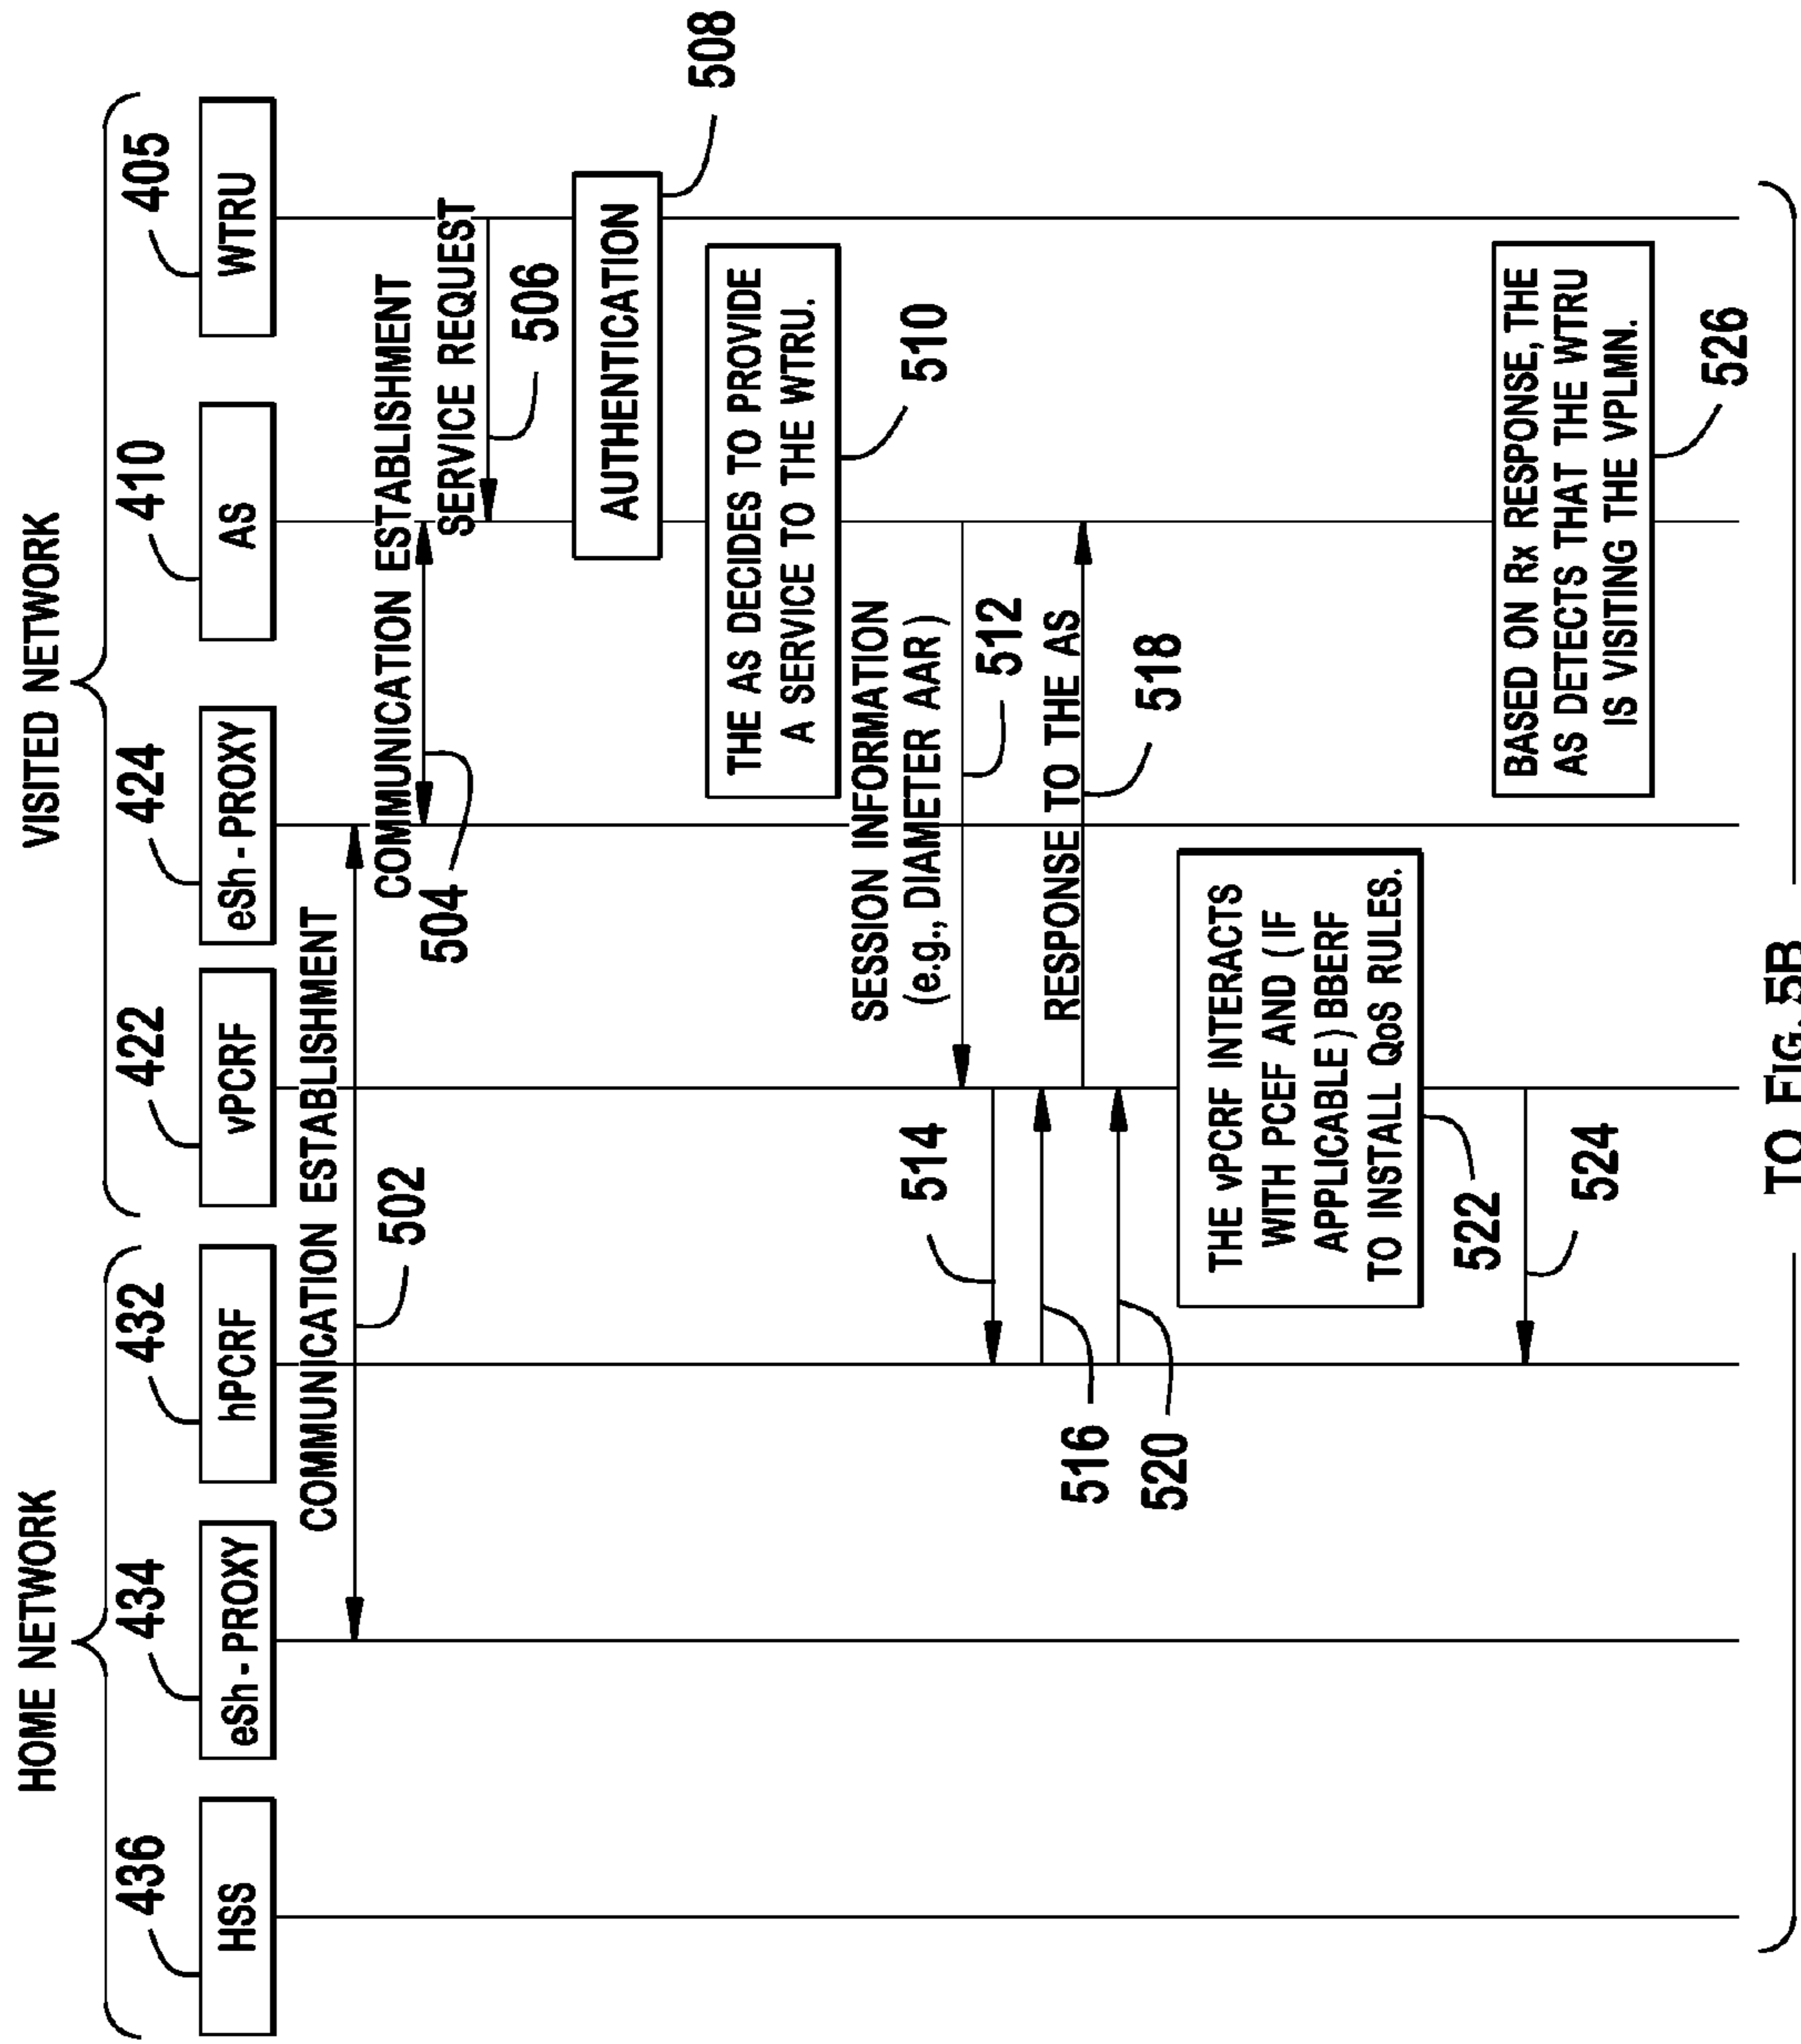 HOME NETWORK
VISITED NETWORK
436
434
432
422
424
410
405
HSS
eSh - PROXY
hPCRF
vPCRF
eSh - PROXY
AS
WTRU
COMMUNICATION ESTABLISHMENT
502
COMMUNICATION ESTABLISHMENT
504
SERVICE REQUEST
506
AUTHENTICATION
508
THE AS DECIDES TO PROVIDE
A SERVICE TO THE WTRU.
510
SESSION INFORMATION
(e.g., DIAMETER AAR)
512
514
516
RESPONSE TO THE AS
518
520
THE vPCRF INTERACTS
WITH PCEF AND (IF
APPLICABLE) BBERF
TO INSTALL QoS RULES.
522
524
BASED ON Rx RESPONSE, THE
AS DETECTS THAT THE WTRU
IS VISITING THE VPLMN.
526
TO FIG. 5B